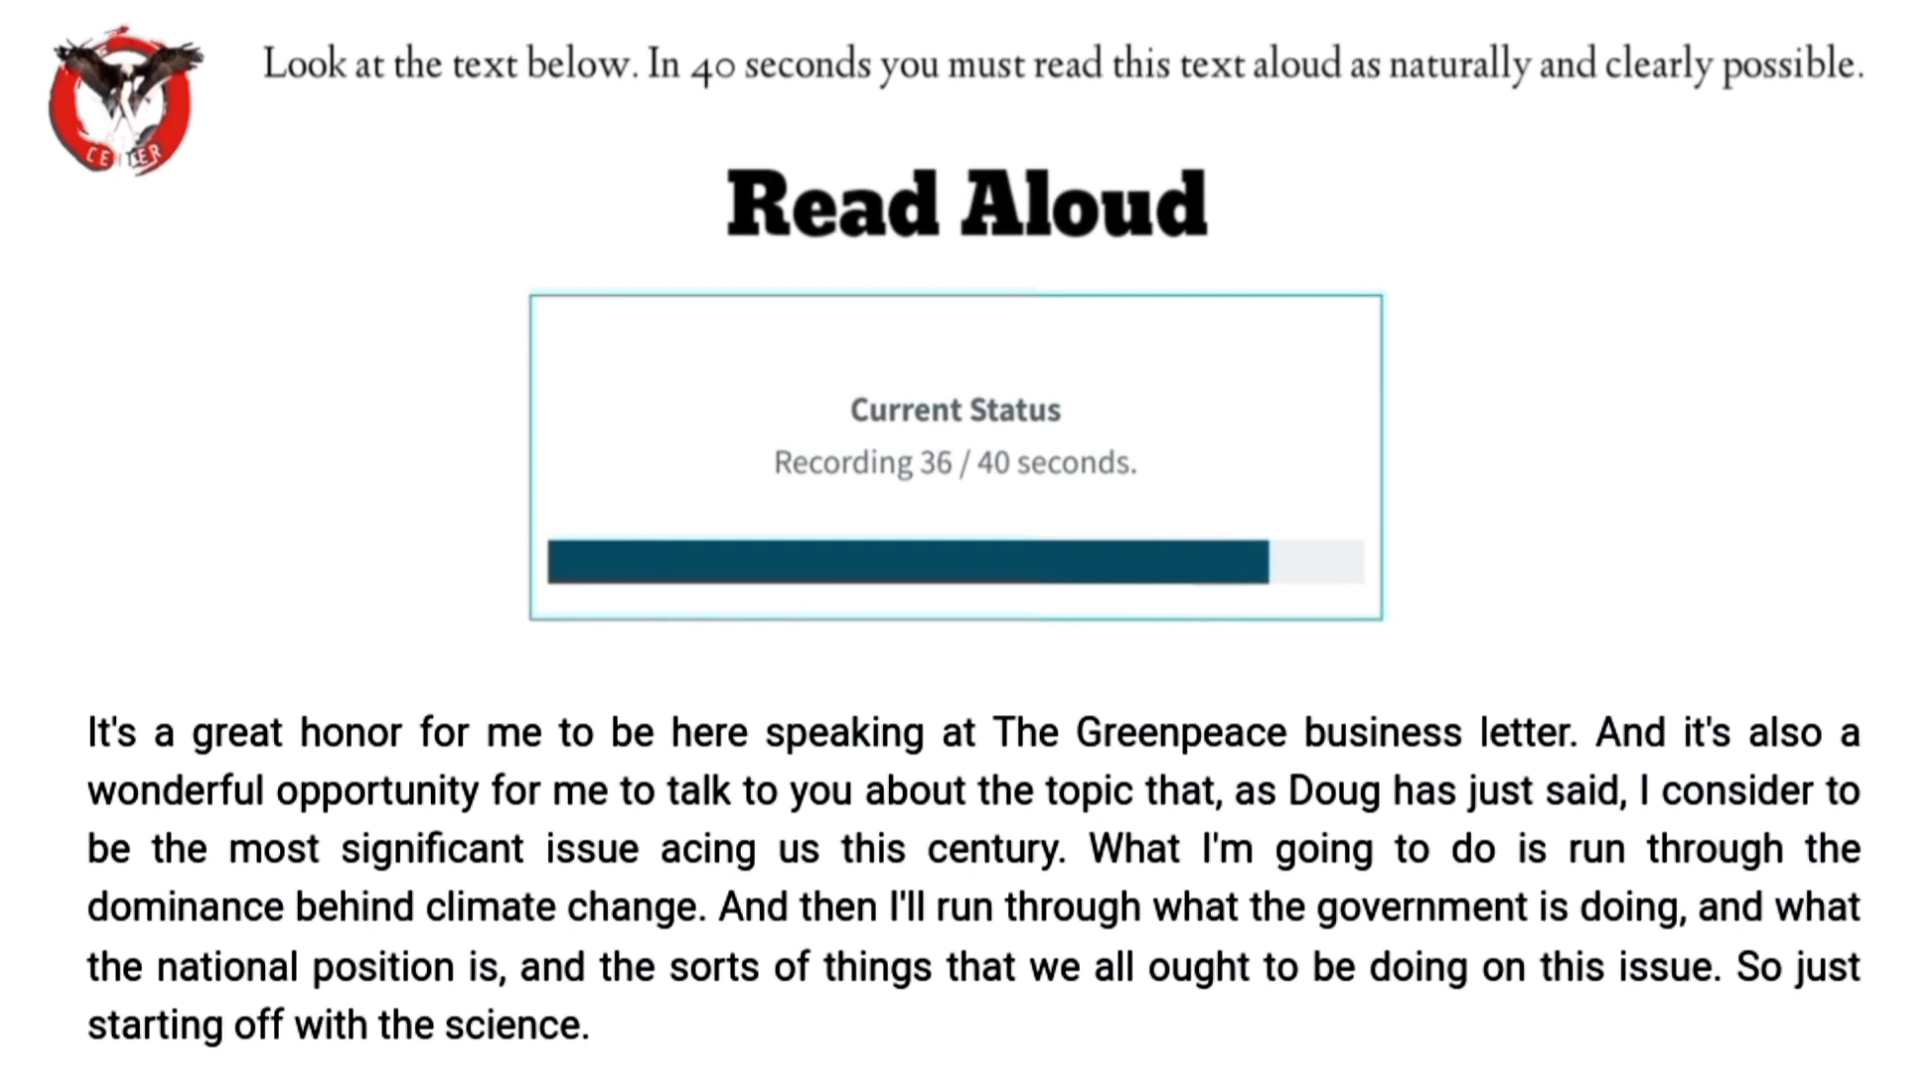 Look at the text below. In 40 seconds you must read this text aloud as naturally and clearly possible.
CENTER
Read Aloud
Current Status
Recording 36 / 40 seconds.
It's a great honor for me to be here speaking at The Greenpeace business letter. And it's also a
wonderful opportunity for me to talk to you about the topic that, as Doug has just said, I consider to
be the most significant issue acing us this century. What I'm going to do is run through the
dominance behind climate change. And then I'll run through what the government is doing, and what
the national position is, and the sorts of things that we all ought to be doing on this issue. So just
starting off with the science.